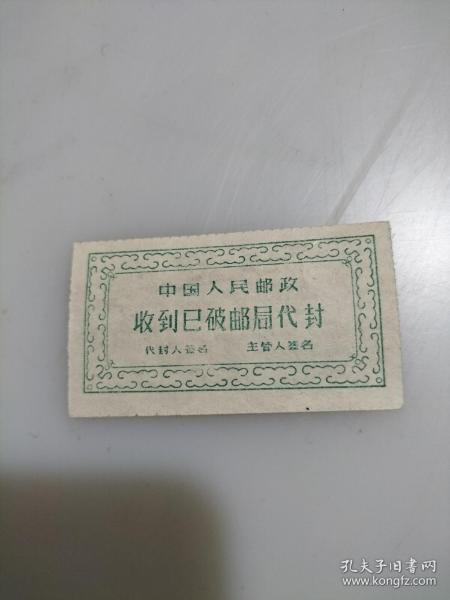 中国人民邮政
收到已破邮局代封
代封人签名 主管人签名
孔夫子旧书网
www.kongfz.com